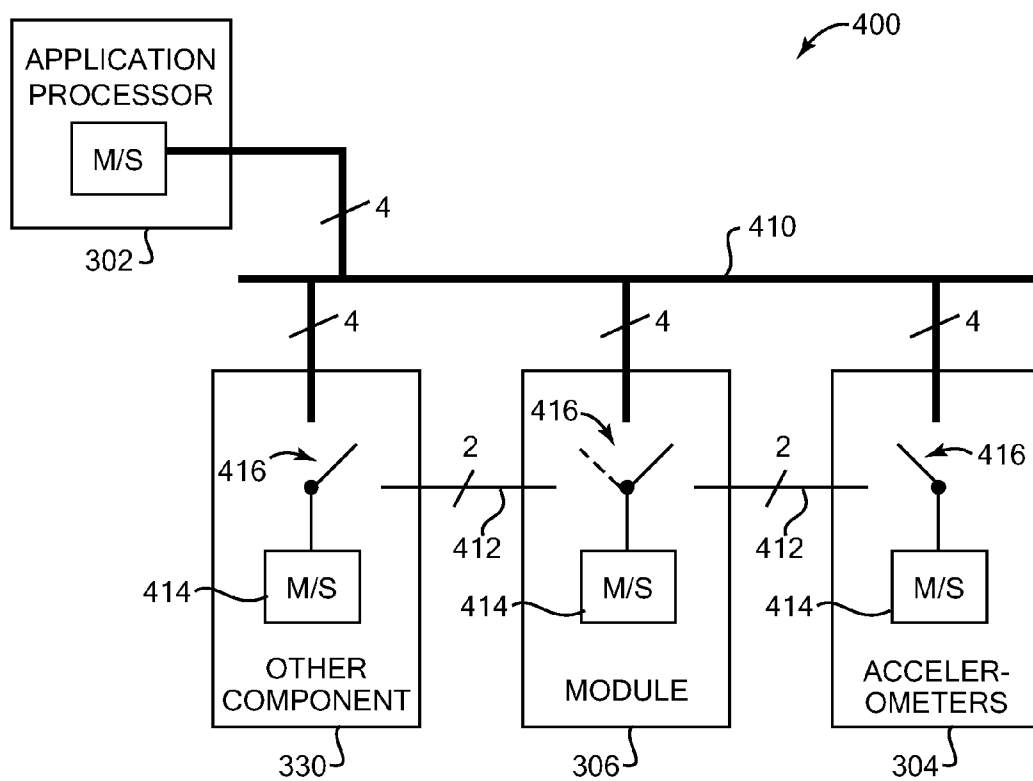 400
APPLICATION
PROCESSOR
M/S
4
302
410
4
4
4
416
2
416
2
416
412
412
414
M/S
414
M/S
414
M/S
OTHER
COMPONENT
MODULE
ACCELER-
OMETERS
330
306
304